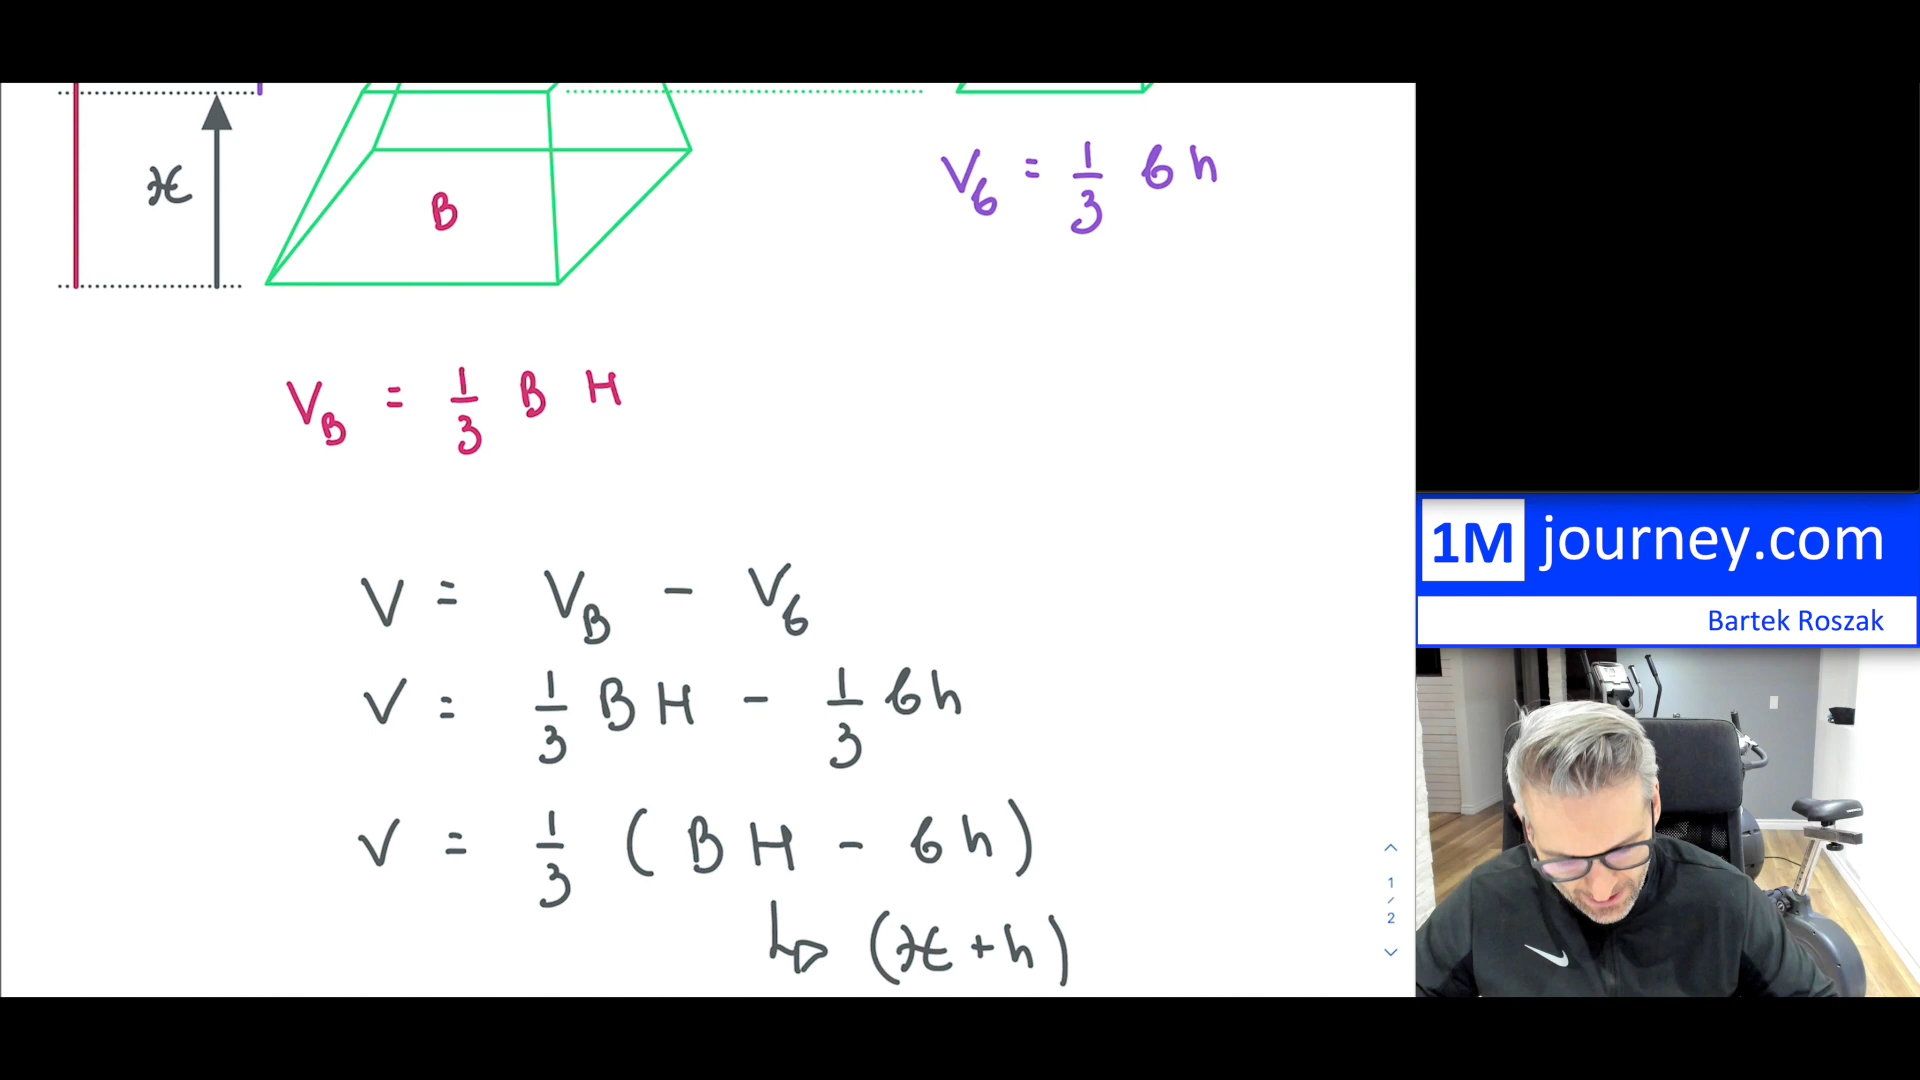 ℋ
B
V_b = 1/3 b h
V_B = 1/3 B H
V = V_B - V_b
V = 1/3 B H - 1/3 b h
V = 1/3 ( B H - b h )
↳ (ℋ + h)
1
/
2
1M journey.com
Bartek Roszak